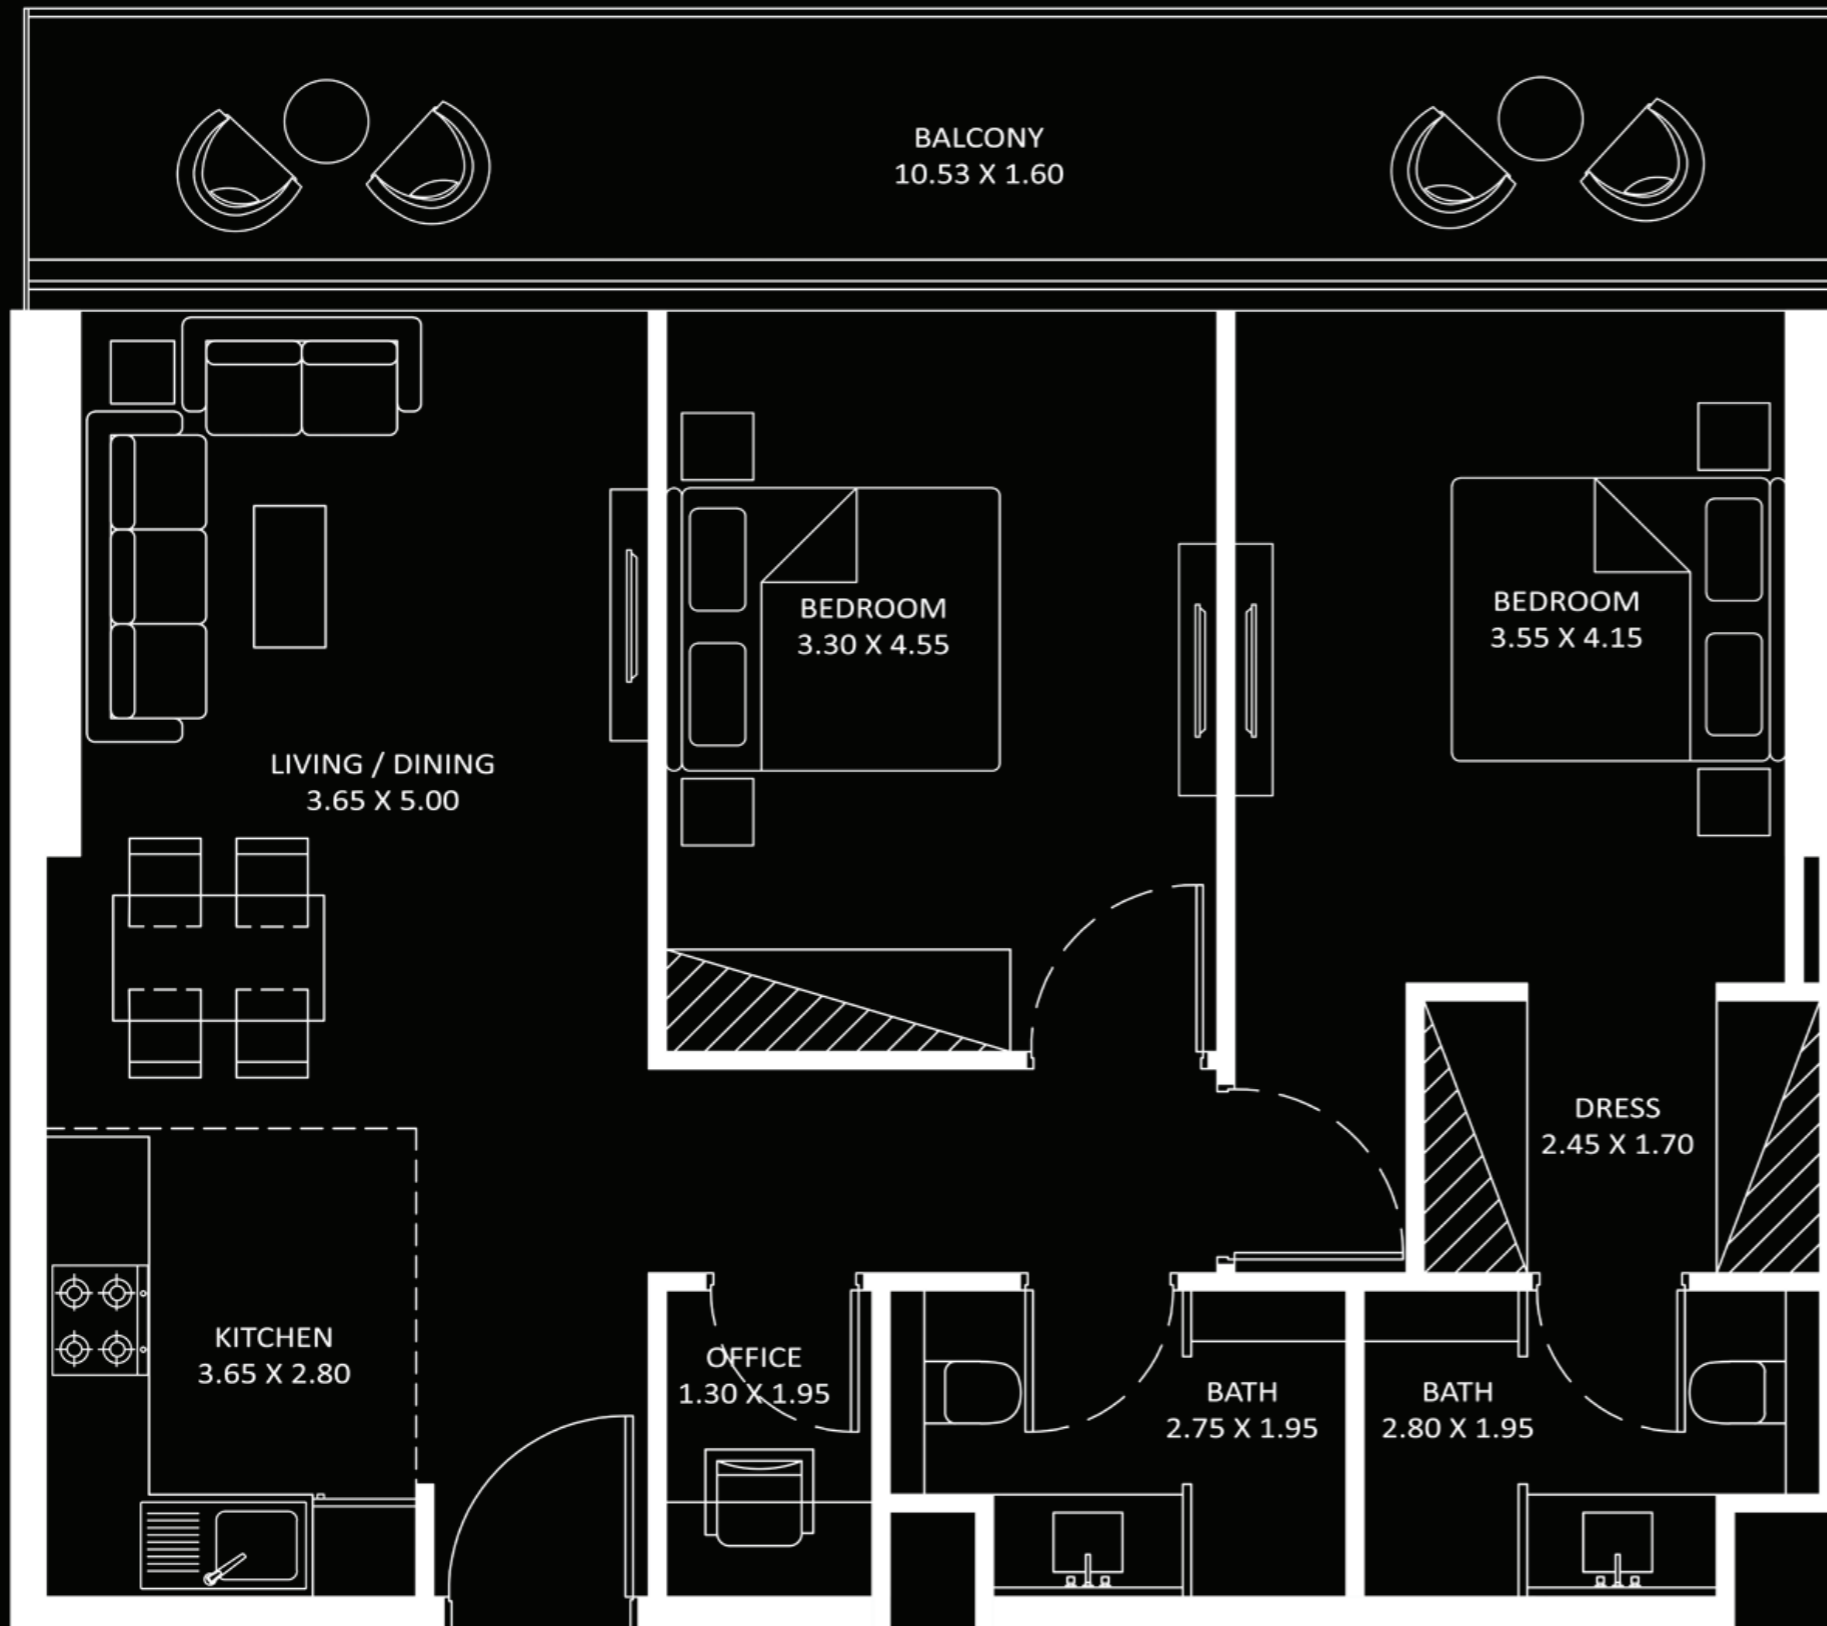 BALCONY
10.53 X 1.60
BEDROOM
3.30 X 4.55
BEDROOM
3.55 X 4.15
LIVING / DINING
3.65 X 5.00
DRESS
2.45 X 1.70
KITCHEN
3.65 X 2.80
OFFICE
1.30 X 1.95
BATH
2.75 X 1.95
BATH
2.80 X 1.95